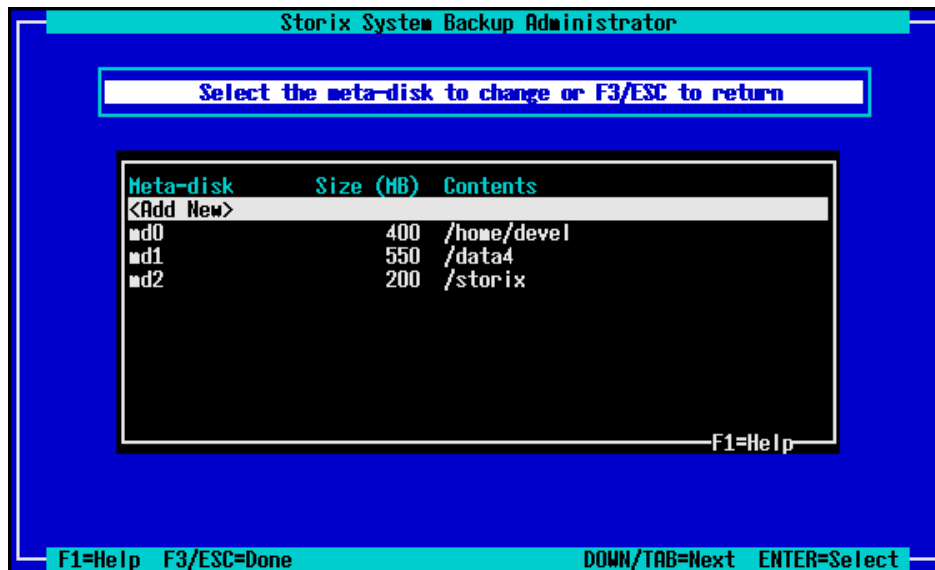 Storix System Backup Administrator
Select the meta-disk to change or F3/ESC to return
Meta-disk Size (MB) Contents
<Add New>
md0 400 /home/devel
md1 550 /data4
md2 200 /storix
F1=Help
F1=Help F3/ESC=Done DOWN/TAB=Next ENTER=Select